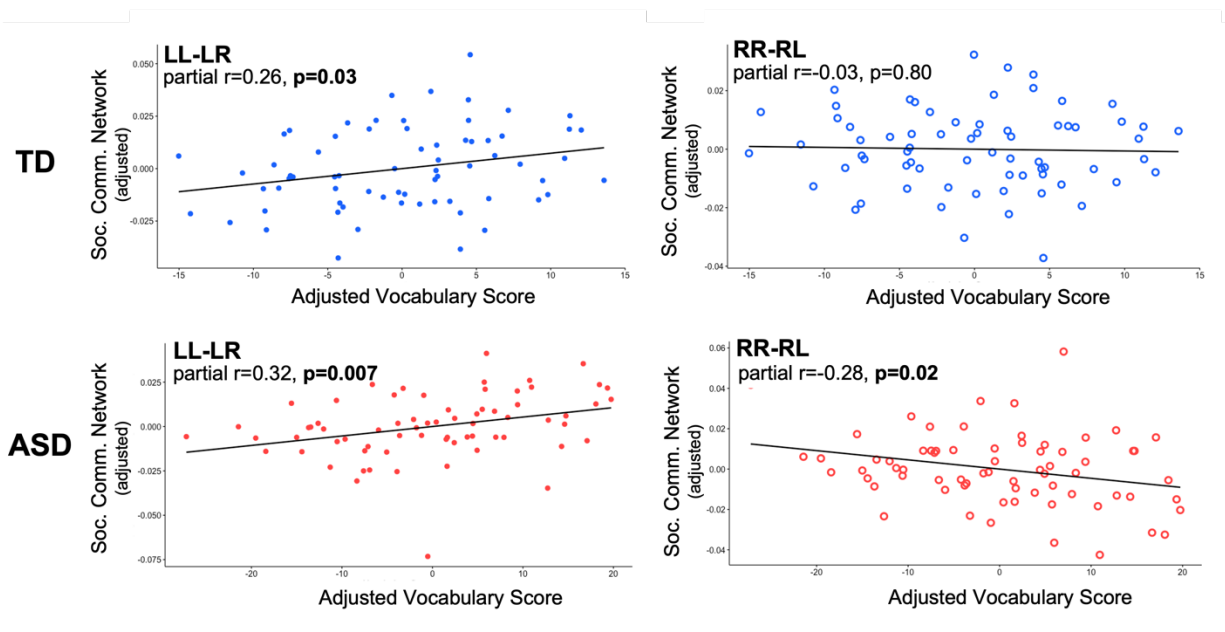 TD
LL-LR
partial r=0.26, p=0.03
Soc. Comm. Network
(adjusted)
0.050
0.025
0.000
-0.025
-15 -10 -5 0 5 10 15
Adjusted Vocabulary Score
RR-RL
partial r=-0.03, p=0.80
Soc. Comm. Network
(adjusted)
0.02
0.00
-0.02
-0.04
-15 -10 -5 0 5 10 15
Adjusted Vocabulary Score
ASD
LL-LR
partial r=0.32, p=0.007
Soc. Comm. Network
(adjusted)
0.025
0.000
-0.025
-0.050
-0.075
-20 -10 0 10 20
Adjusted Vocabulary Score
RR-RL
partial r=-0.28, p=0.02
Soc. Comm. Network
(adjusted)
0.06
0.04
0.02
0.00
-0.02
-0.04
-20 -10 0 10 20
Adjusted Vocabulary Score